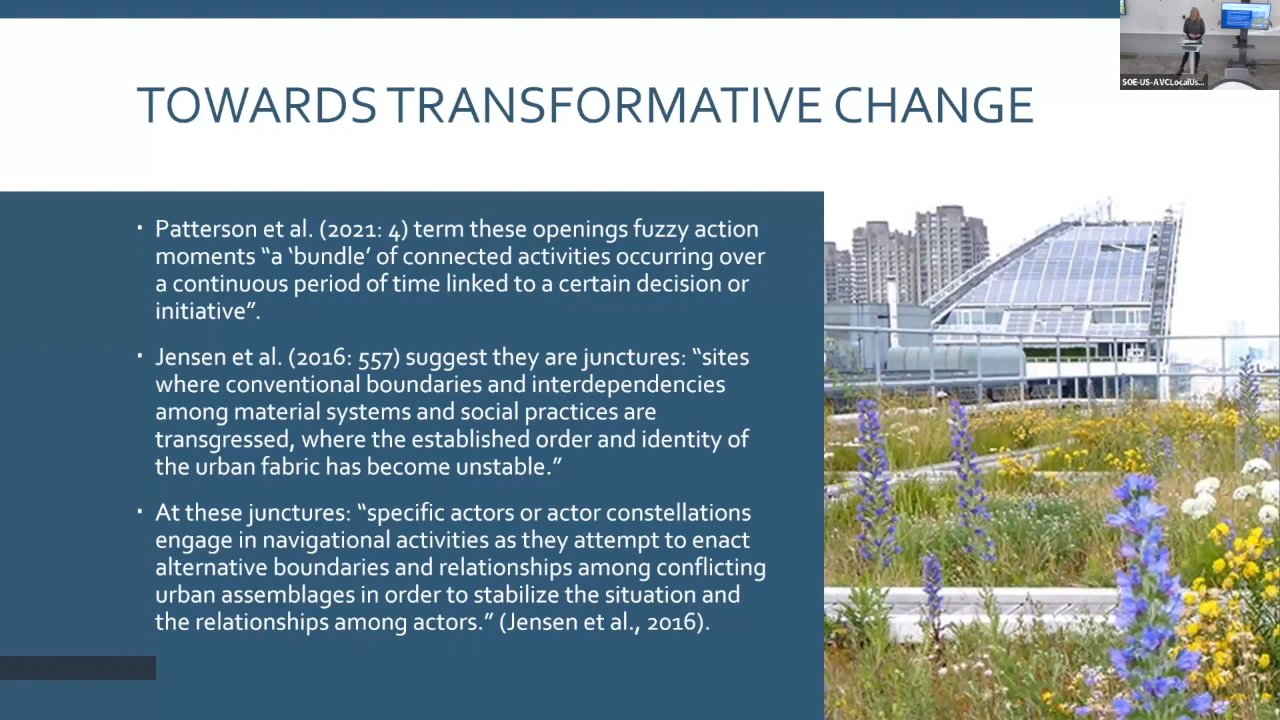 SOE-US-AVCLocalUs...
TOWARDS TRANSFORMATIVE CHANGE
▪ Patterson et al. (2021: 4) term these openings fuzzy action
moments “a ‘bundle’ of connected activities occurring over
a continuous period of time linked to a certain decision or
initiative”.
▪ Jensen et al. (2016: 557) suggest they are junctures: “sites
where conventional boundaries and interdependencies
among material systems and social practices are
transgressed, where the established order and identity of
the urban fabric has become unstable.”
▪ At these junctures: “specific actors or actor constellations
engage in navigational activities as they attempt to enact
alternative boundaries and relationships among conflicting
urban assemblages in order to stabilize the situation and
the relationships among actors.” (Jensen et al., 2016).